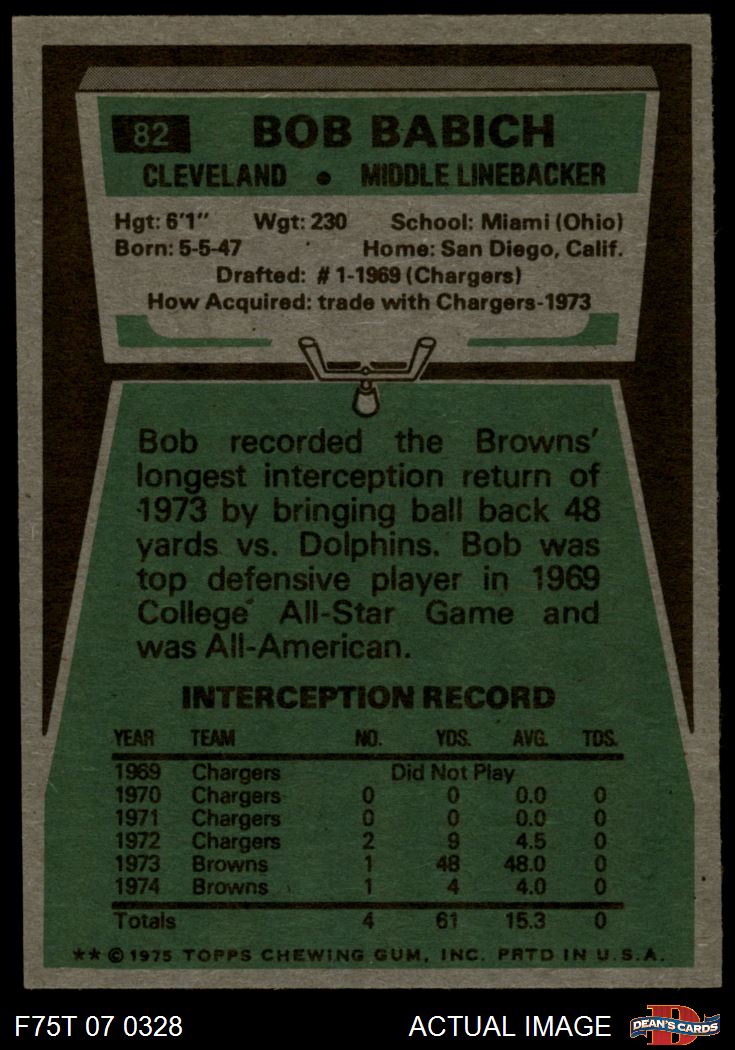 82 BOB BABICH
CLEVELAND • MIDDLE LINEBACKER
Hgt: 6'1" Wgt: 230 School: Miami (Ohio)
Born: 5-5-47 Home: San Diego, Calif.
Drafted: #1-1969 (Chargers)
How Acquired: trade with Chargers-1973
Bob recorded the Browns'
longest interception return of
1973 by bringing ball back 48
yards vs. Dolphins. Bob was
top defensive player in 1969
College All-Star Game and
was All-American.
INTERCEPTION RECORD
YEAR TEAM NO. YDS. AVG. TDS.
1969 Chargers Did Not Play
1970 Chargers 0 0 0.0 0
1971 Chargers 0 0 0.0 0
1972 Chargers 2 9 4.5 0
1973 Browns 1 48 48.0 0
1974 Browns 1 4 4.0 0
Totals 4 61 15.3 0
** © 1975 TOPPS CHEWING GUM, INC. PRTD IN U.S.A.
F75T 07 0328 ACTUAL IMAGE D DEAN'S CARDS